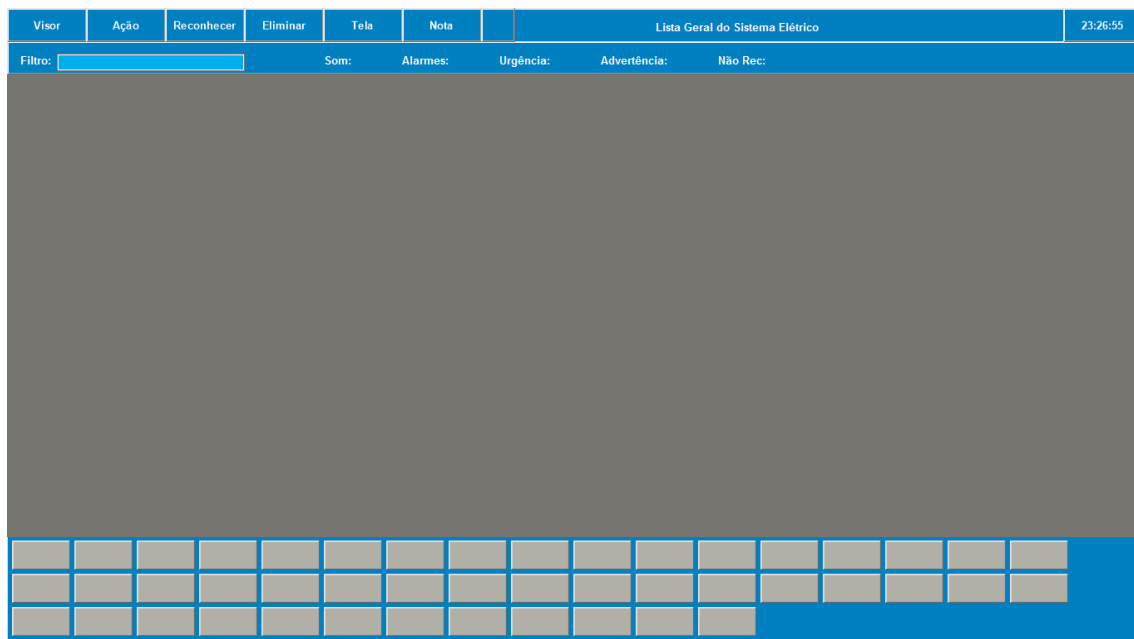 Visor Ação Reconhecer Eliminar Tela Nota Lista Geral do Sistema Elétrico 23:26:55
Filtro: Som: Alarmes: Urgência: Advertência: Não Rec: